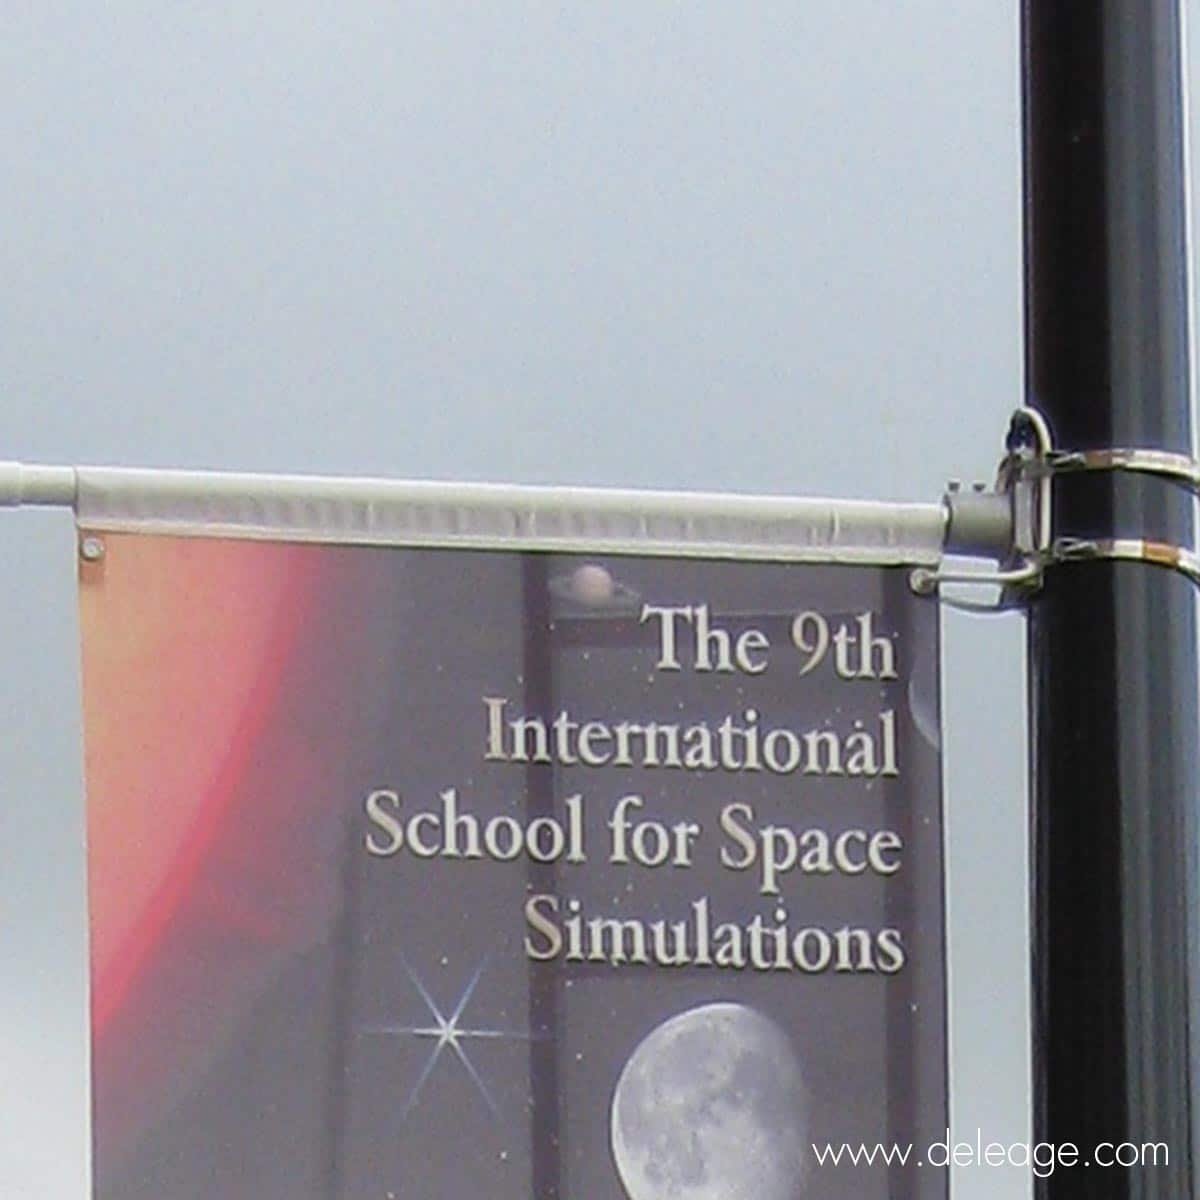 The 9th
International
School for Space
Simulations
www.deleage.com